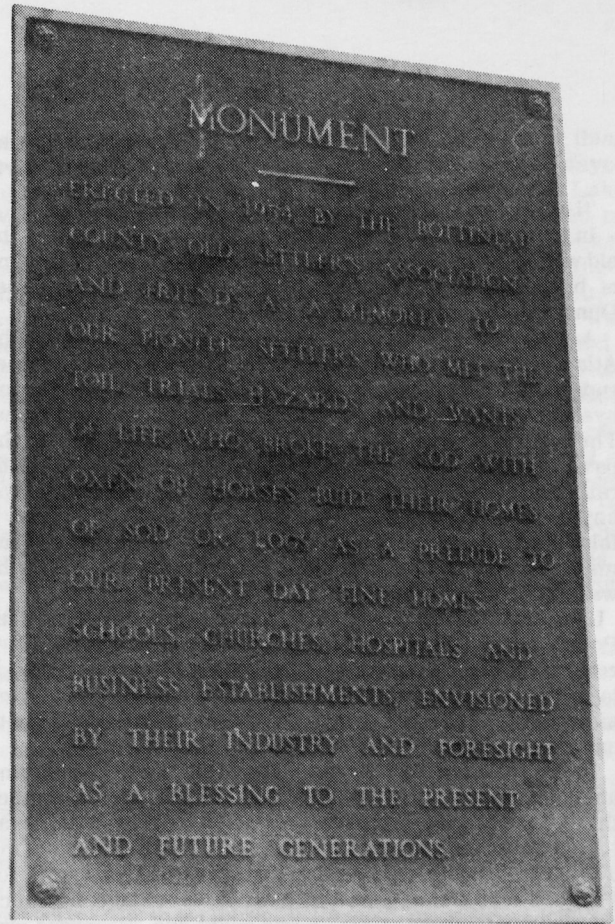 MONUMENT
ERECTED IN 1954 BY THE BOTTINEAU
COUNTY OLD SETTLER'S ASSOCIATION
AND FRIENDS AS A MEMORIAL TO
OUR PIONEER SETTLERS WHO MET THE
TOIL, TRIALS, HAZARDS AND WANTS
OF LIFE, WHO BROKE THE SOD WITH
OXEN OR HORSES BUILT THEIR HOMES
OF SOD OR LOGS AS A PRELUDE TO
OUR PRESENT DAY FINE HOMES
SCHOOLS, CHURCHES, HOSPITALS AND
BUSINESS ESTABLISHMENTS, ENVISIONED
BY THEIR INDUSTRY AND FORESIGHT
AS A BLESSING TO THE PRESENT
AND FUTURE GENERATIONS.